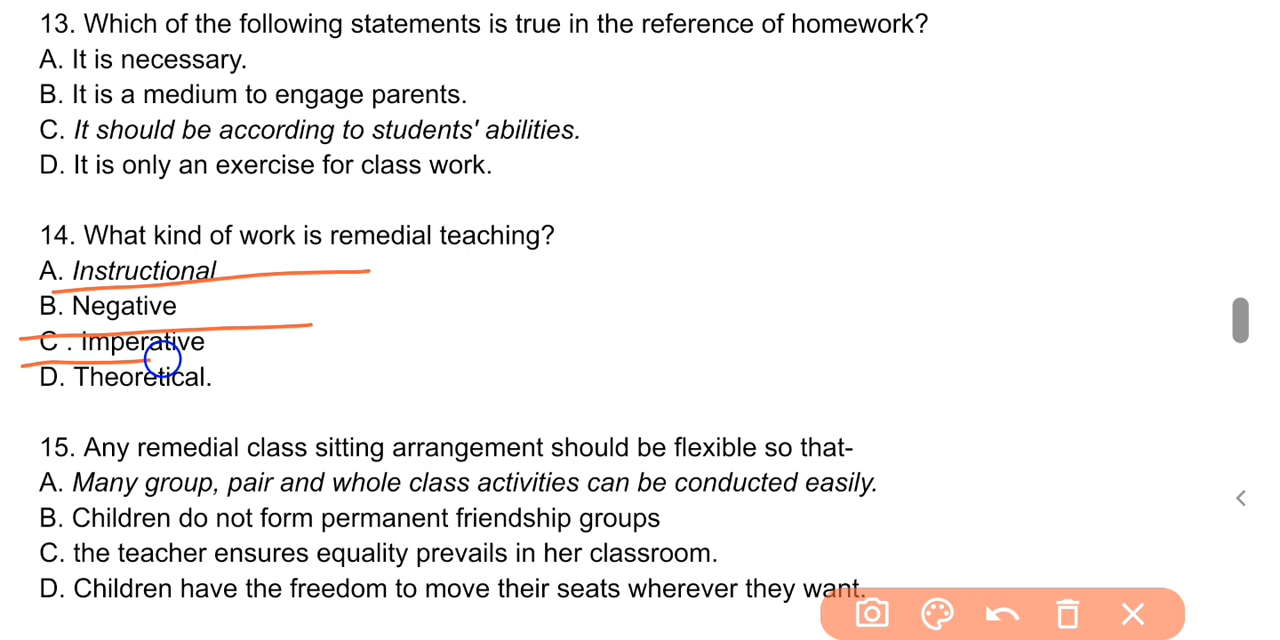 13. Which of the following statements is true in the reference of homework?
A. It is necessary.
B. It is a medium to engage parents.
C. It should be according to students' abilities.
D. It is only an exercise for class work.
14. What kind of work is remedial teaching?
A. Instructional
B. Negative
C . Imperative
D. Theoretical.
15. Any remedial class sitting arrangement should be flexible so that-
A. Many group, pair and whole class activities can be conducted easily.
B. Children do not form permanent friendship groups
C. the teacher ensures equality prevails in her classroom.
D. Children have the freedom to move their seats wherever they want.